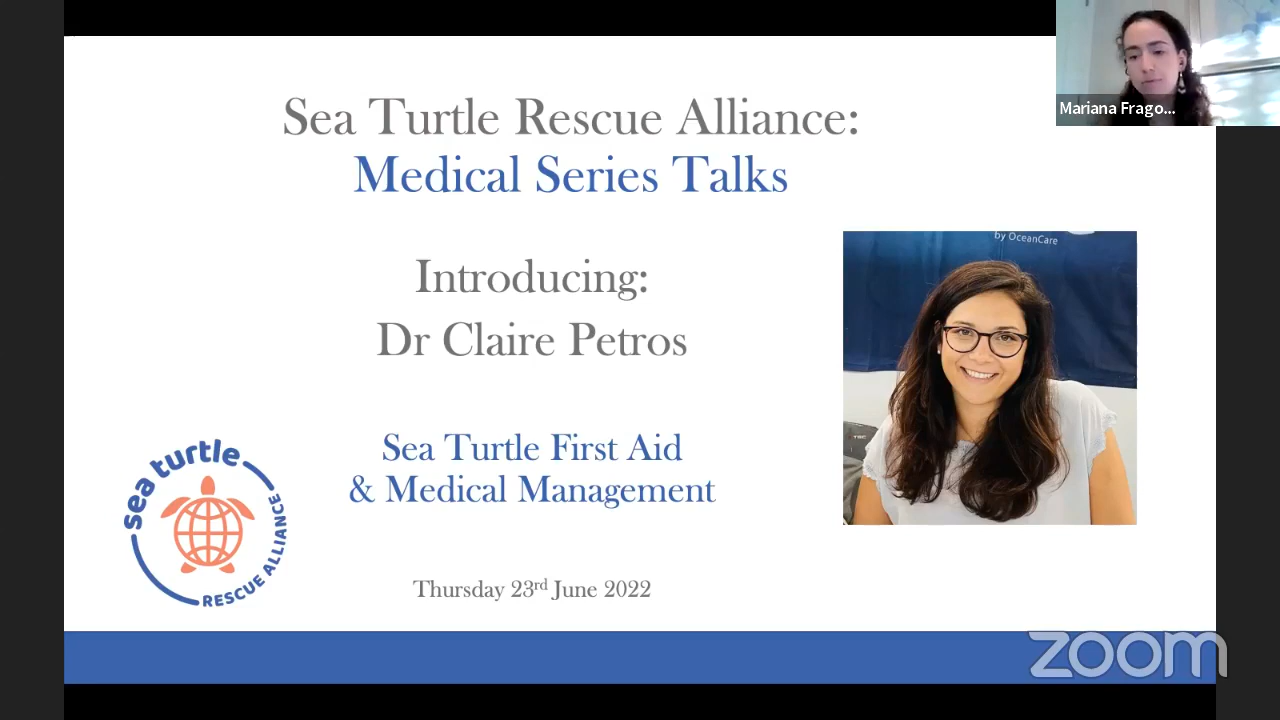 Mariana Frago...
Sea Turtle Rescue Alliance:
Medical Series Talks
by OceanCare
Introducing:
Dr Claire Petros
Sea Turtle First Aid
& Medical Management
sea turtle
RESCUE ALLIANCE
Thursday 23rd June 2022
zoom